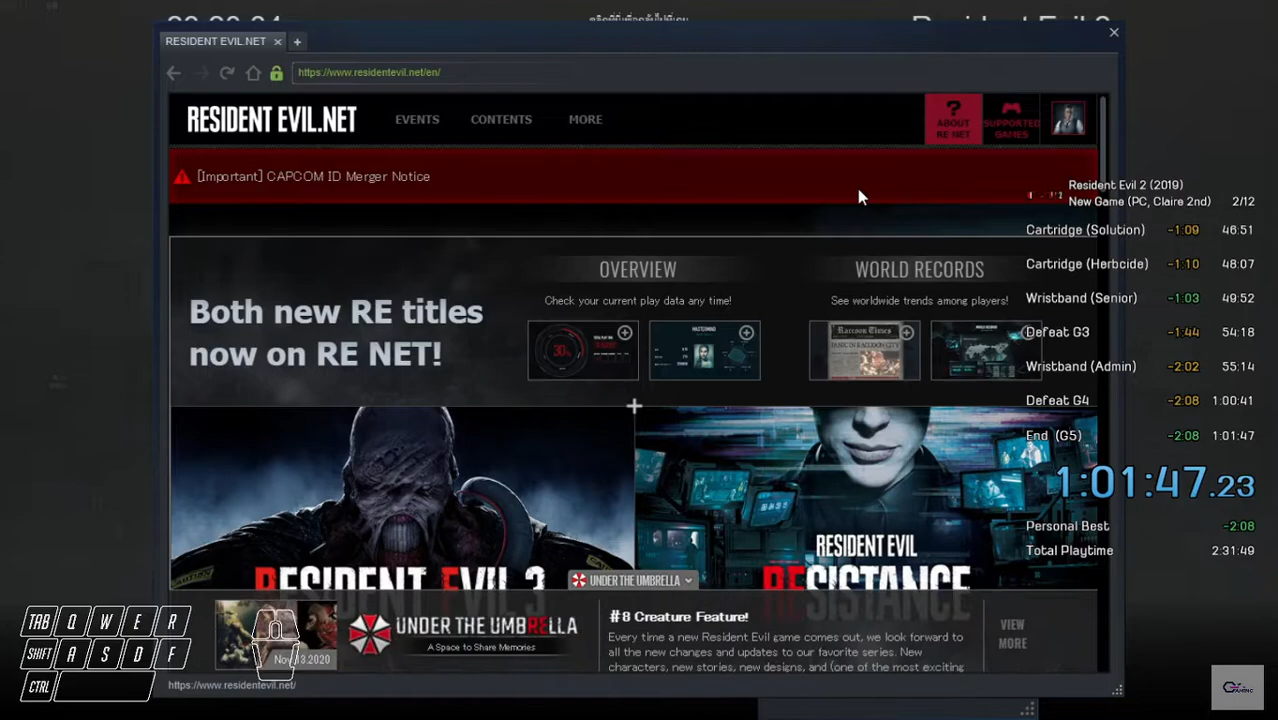 RESIDENT EVIL.NET
https://www.residentevil.net/en/
RESIDENT EVIL.NET
EVENTS
CONTENTS
MORE
?
ABOUT
RE NET
SUPPORTED
GAMES
[Important] CAPCOM ID Merger Notice
Both new RE titles
now on RE NET!
OVERVIEW
Check your current play data any time!
30%
MASTERMIND
WORLD RECORDS
See worldwide trends among players!
Raccoon Times
RESIDENT EVIL 3
RESIDENT EVIL
RESISTANCE
UNDER THE UMBRELLA
UNDER THE UMBRELLA
A Space to Share Memories
#8 Creature Feature!
Every time a new Resident Evil game comes out, we look forward to
all the new changes and updates to our favorite series. New
characters, new stories, new designs, and (one of the most exciting
VIEW
MORE
https://www.residentevil.net/
Resident Evil 2 (2019)
New Game (PC, Claire 2nd) 2/12
Cartridge (Solution) -1:09 46:51
Cartridge (Herbcide) -1:10 48:07
Wristband (Senior) -1:03 49:52
Defeat G3 -1:44 54:18
Wristband (Admin) -2:02 55:14
Defeat G4 -2:08 1:00:41
End (G5) -2:08 1:01:47
1:01:47.23
Personal Best -2:08
Total Playtime 2:31:49
TAB Q W E R
SHIFT A S D F
CTRL